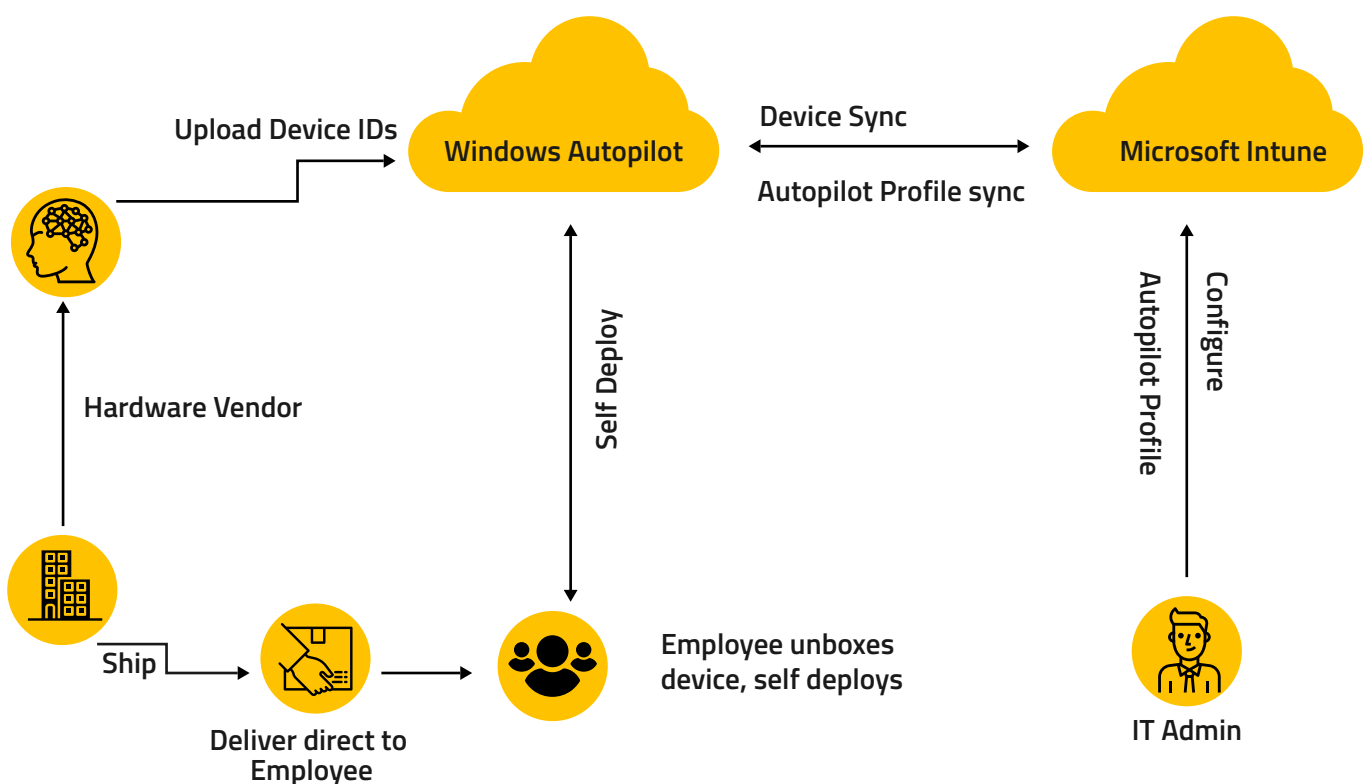 Upload Device IDs
Windows Autopilot
Device Sync
Autopilot Profile sync
Microsoft Intune
Hardware Vendor
Self Deploy
Configure
Autopilot Profile
Ship
Deliver direct to
Employee
Employee unboxes
device, self deploys
IT Admin